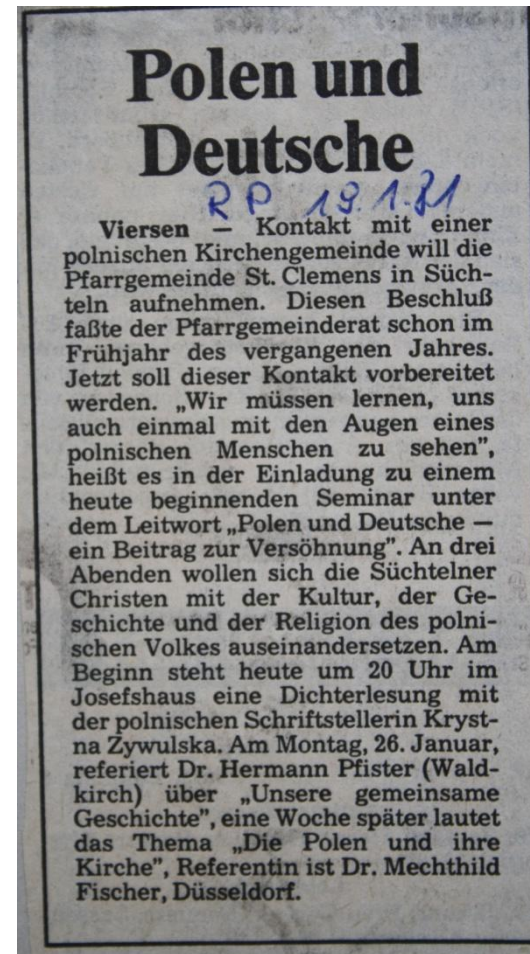 Polen und
Deutsche
RP 19.1.81
Viersen — Kontakt mit einer
polnischen Kirchengemeinde will die
Pfarrgemeinde St. Clemens in Süch-
teln aufnehmen. Diesen Beschluß
faßte der Pfarrgemeinderat schon im
Frühjahr des vergangenen Jahres.
Jetzt soll dieser Kontakt vorbereitet
werden. „Wir müssen lernen, uns
auch einmal mit den Augen eines
polnischen Menschen zu sehen”,
heißt es in der Einladung zu einem
heute beginnenden Seminar unter
dem Leitwort „Polen und Deutsche —
ein Beitrag zur Versöhnung”. An drei
Abenden wollen sich die Süchtelner
Christen mit der Kultur, der Ge-
schichte und der Religion des polni-
schen Volkes auseinandersetzen. Am
Beginn steht heute um 20 Uhr im
Josefshaus eine Dichterlesung mit
der polnischen Schriftstellerin Kryst-
na Zywulska. Am Montag, 26. Januar,
referiert Dr. Hermann Pfister (Wald-
kirch) über „Unsere gemeinsame
Geschichte”, eine Woche später lautet
das Thema „Die Polen und ihre
Kirche”, Referentin ist Dr. Mechthild
Fischer, Düsseldorf.